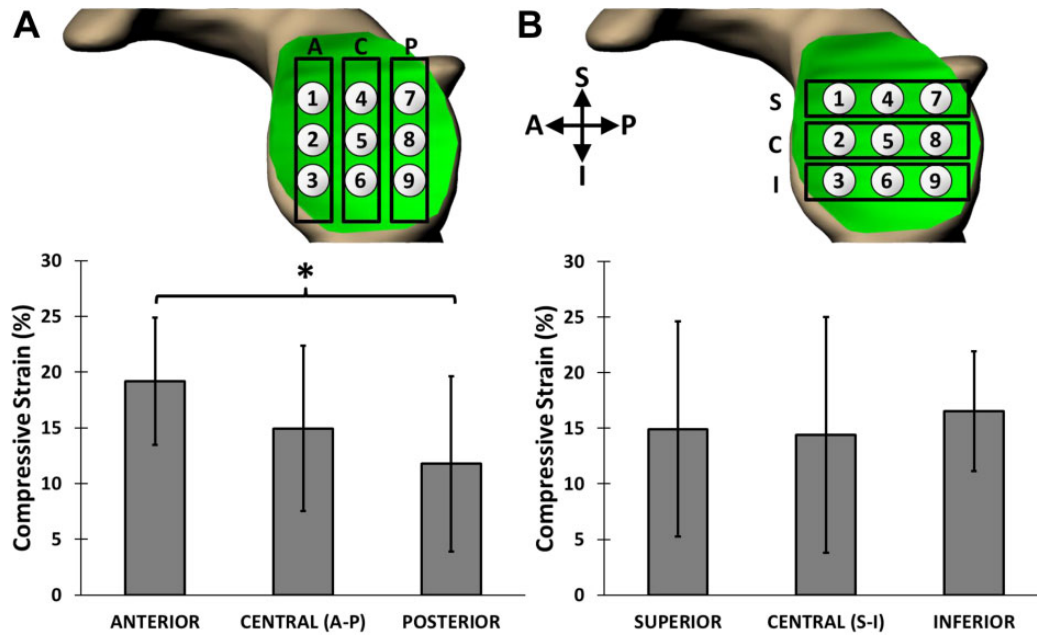 A
A C P
1 4 7
2 5 8
3 6 9
30
25
20
15
10
5
0
Compressive Strain (%)
*
ANTERIOR CENTRAL (A-P) POSTERIOR
B
S
A P
I
S 1 4 7
C 2 5 8
I 3 6 9
30
25
20
15
10
5
0
Compressive Strain (%)
SUPERIOR CENTRAL (S-I) INFERIOR